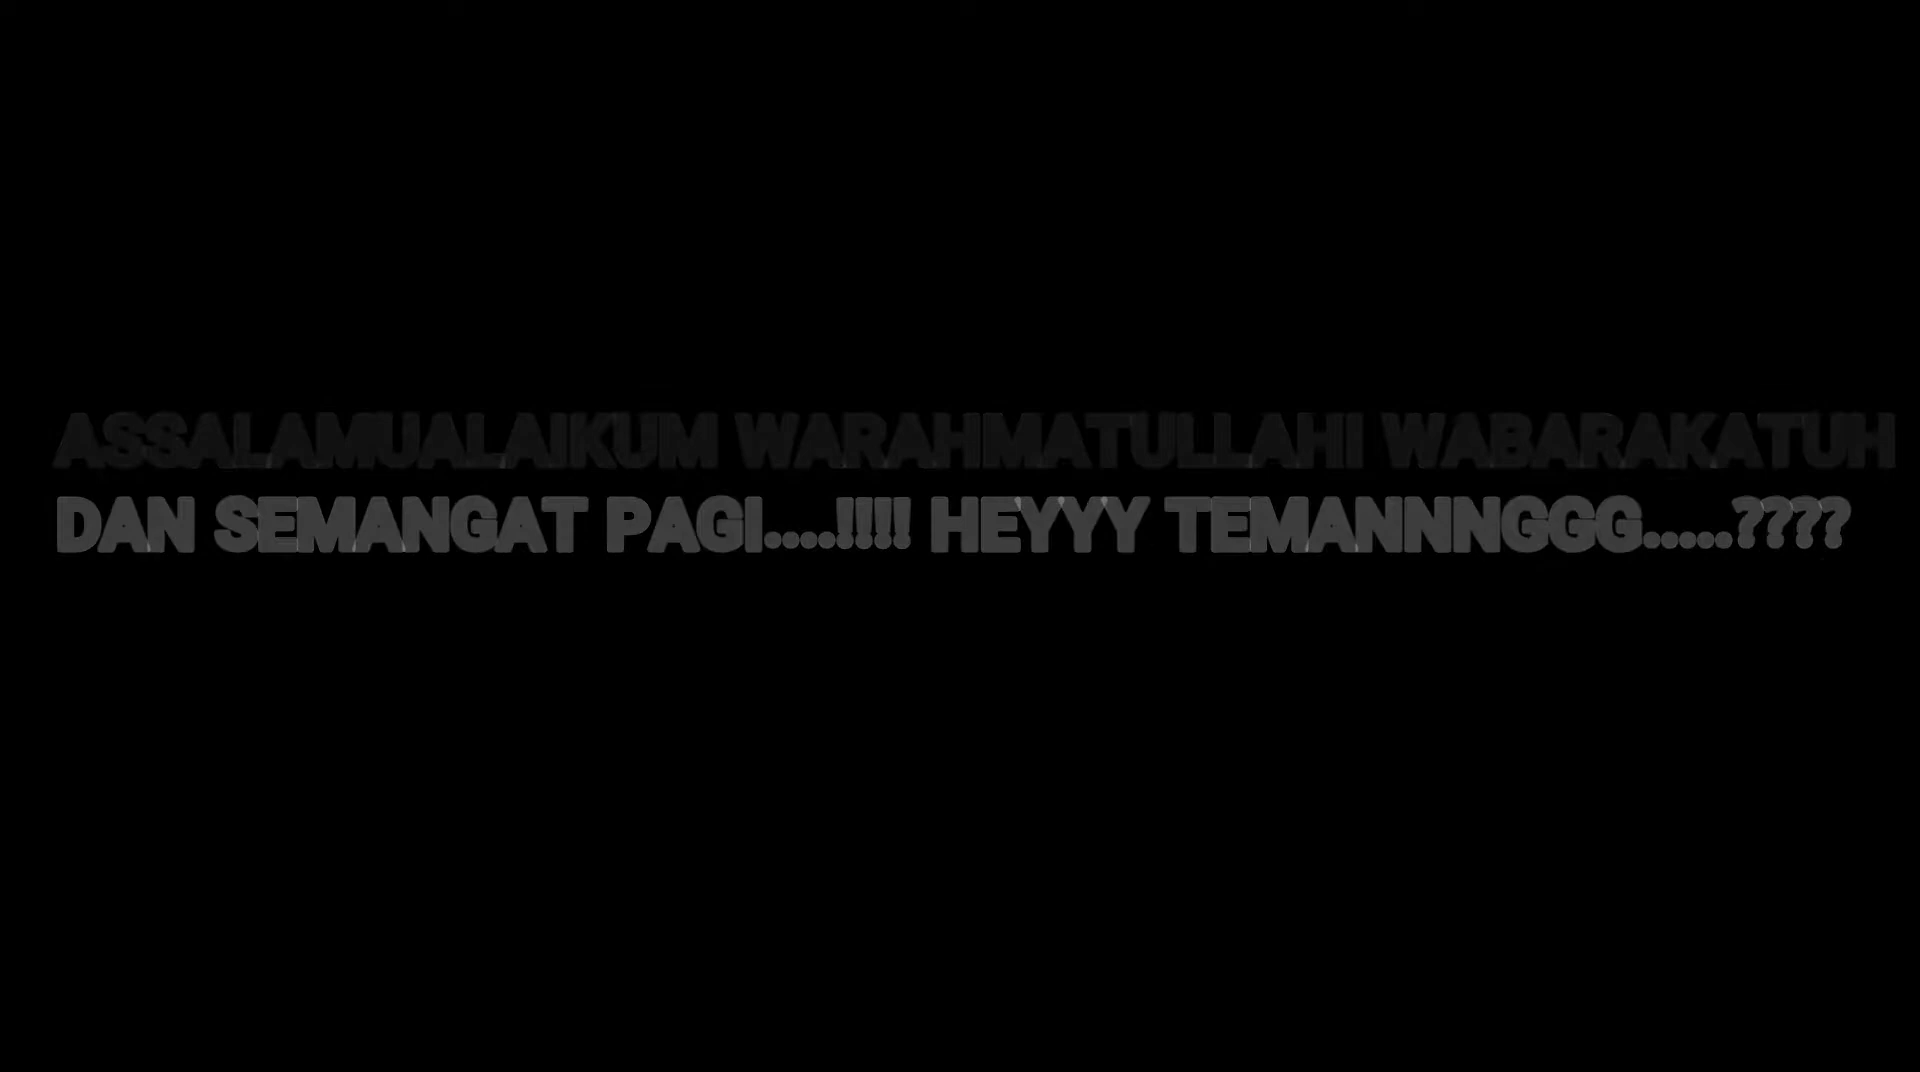 ASSALAMUALAIKUM WARAHMATULLAHI WABARAKATUH
DAN SEMANGAT PAGI....!!!! HEYYY TEMANNNGGG.....????